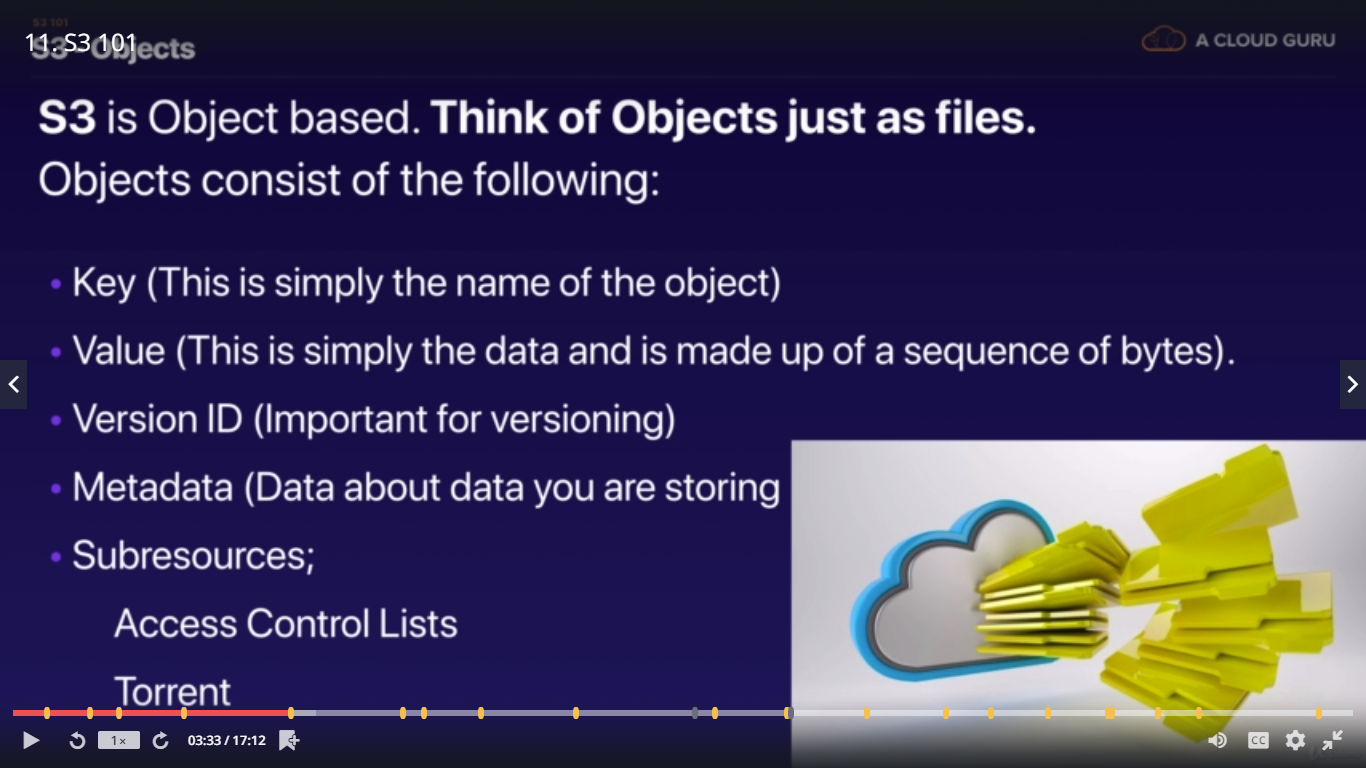 S3 101
11. S3 101
S3 - Objects
A CLOUD GURU
S3 is Object based. Think of Objects just as files.
Objects consist of the following:
• Key (This is simply the name of the object)
• Value (This is simply the data and is made up of a sequence of bytes).
• Version ID (Important for versioning)
• Metadata (Data about data you are storing
• Subresources;
Access Control Lists
Torrent
1×
03:33 / 17:12
CC